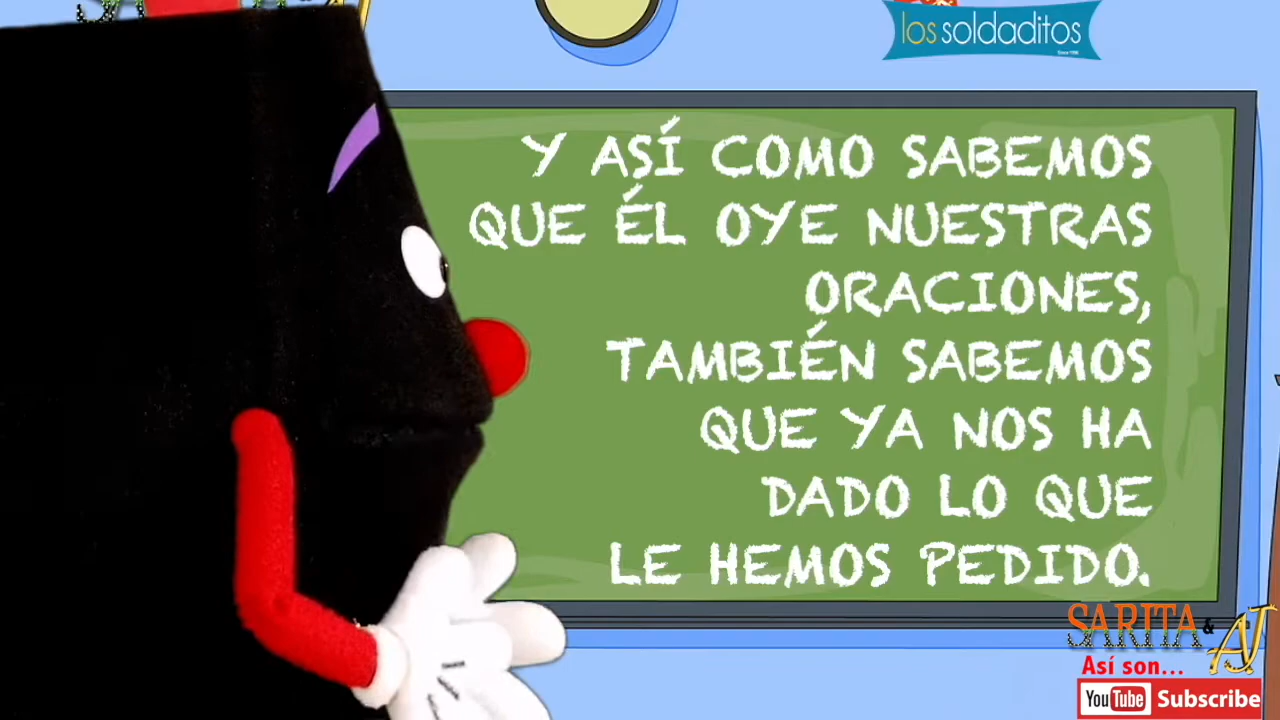 los soldaditos
Y ASÍ COMO SABEMOS
QUE ÉL OYE NUESTRAS
ORACIONES,
TAMBIÉN SABEMOS
QUE YA NOS HA
DADO LO QUE
LE HEMOS PEDIDO.
SARITA & AJ
Así son...
YouTube Subscribe